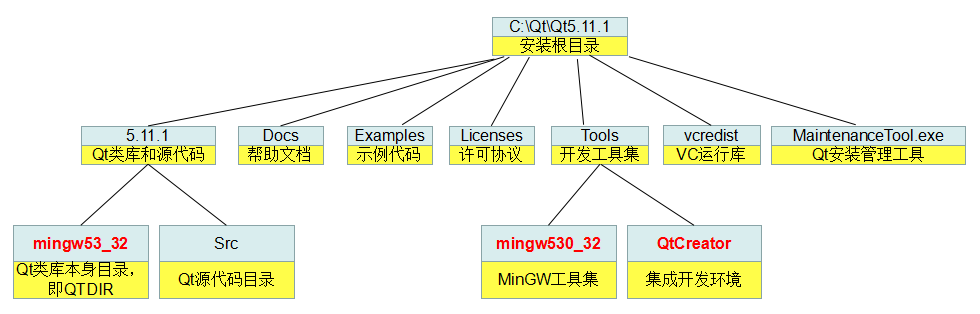 C:\Qt\Qt5.11.1
安装根目录
5.11.1
Qt类库和源代码
Docs
帮助文档
Examples
示例代码
Licenses
许可协议
Tools
开发工具集
vcredist
VC运行库
MaintenanceTool.exe
Qt安装管理工具
mingw53_32
Qt类库本身目录，
即QTDIR
Src
Qt源代码目录
mingw530_32
MinGW工具集
QtCreator
集成开发环境